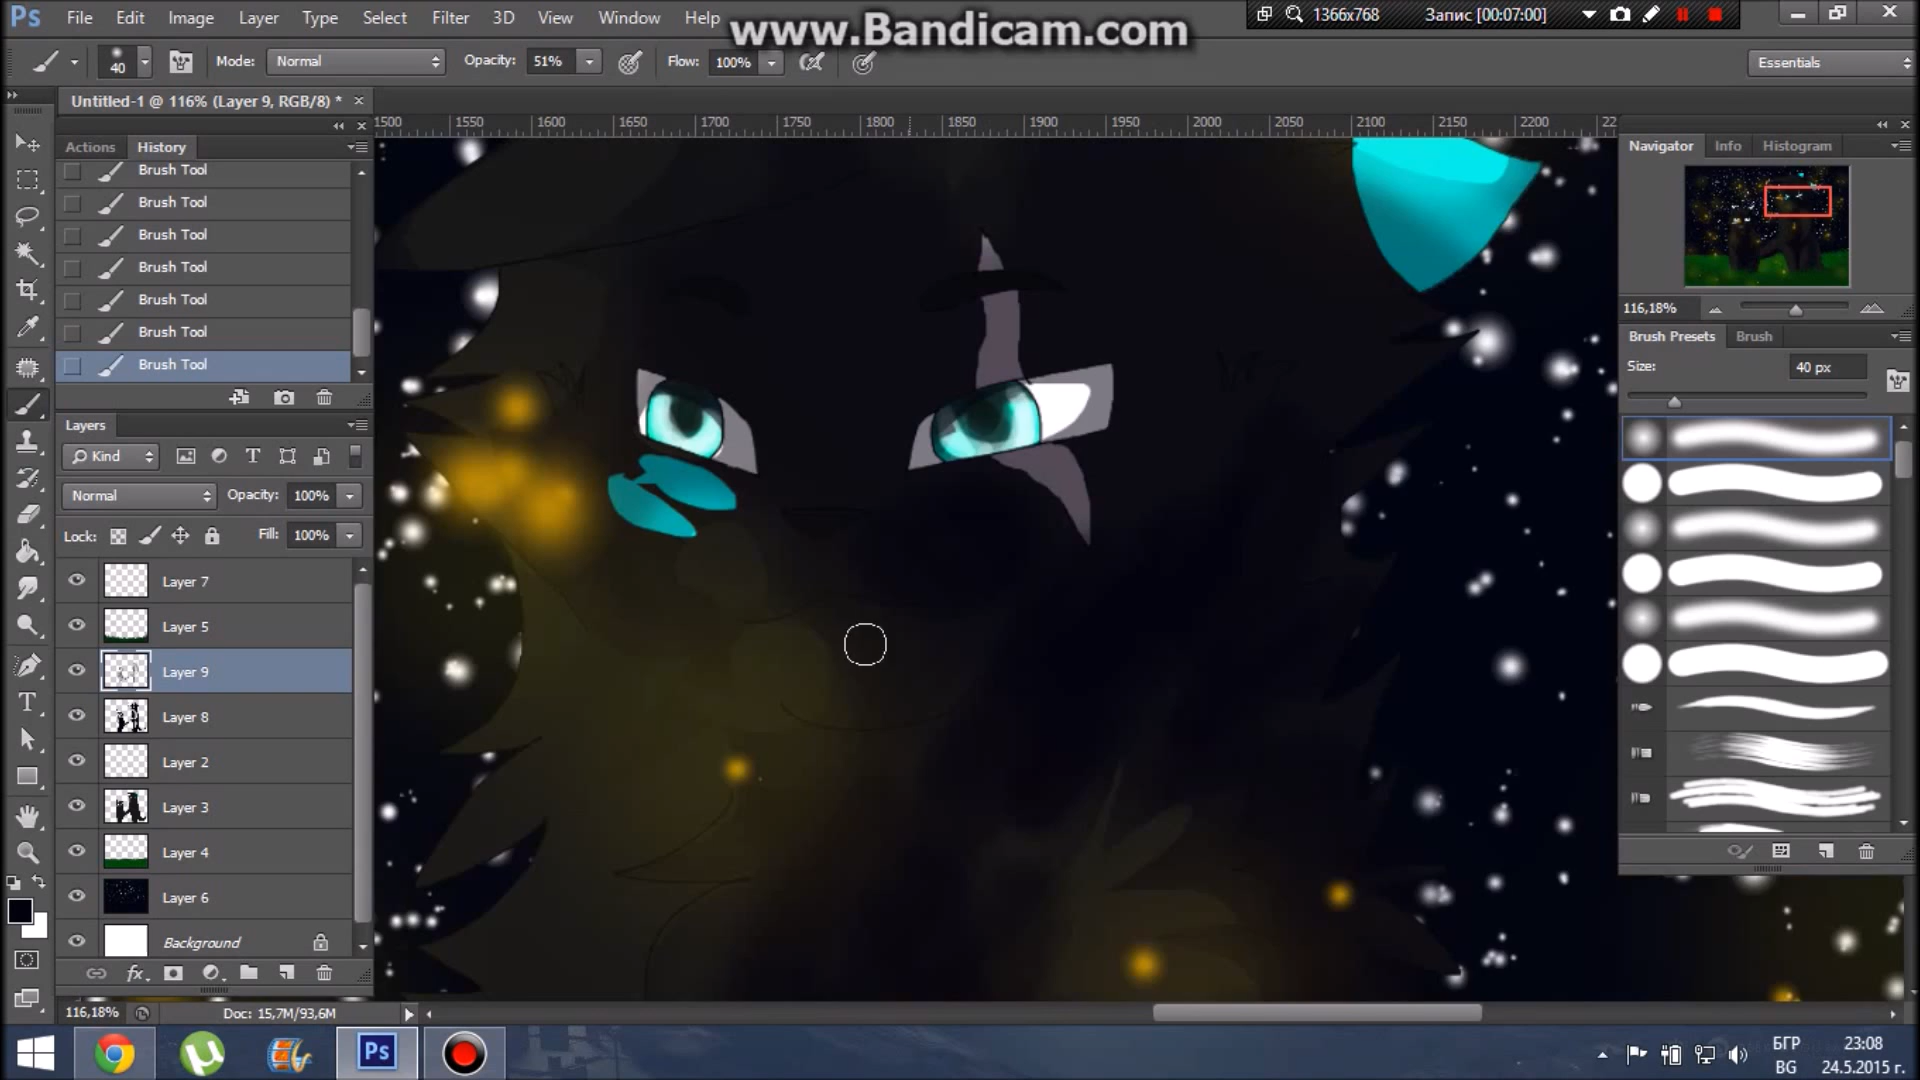 Ps File Edit Image Layer Type Select Filter 3D View Window Help
www.Bandicam.com
1366x768 Запис [00:07:00]
40 Mode: Normal Opacity: 51% Flow: 100% Essentials
Untitled-1 @ 116% (Layer 9, RGB/8) *
1500 1550 1600 1650 1700 1750 1800 1850 1900 1950 2000 2050 2100 2150 2200
Actions History
Brush Tool
Brush Tool
Brush Tool
Brush Tool
Brush Tool
Brush Tool
Brush Tool
Layers
Kind
Normal Opacity: 100%
Lock: Fill: 100%
Layer 7
Layer 5
Layer 9
Layer 8
Layer 2
Layer 3
Layer 4
Layer 6
Background
fx
116,18% Doc: 15,7M/93,6M
Navigator Info Histogram
116,18%
Brush Presets Brush
Size: 40 px
Ps
БГР
BG
23:08
24.5.2015 г.